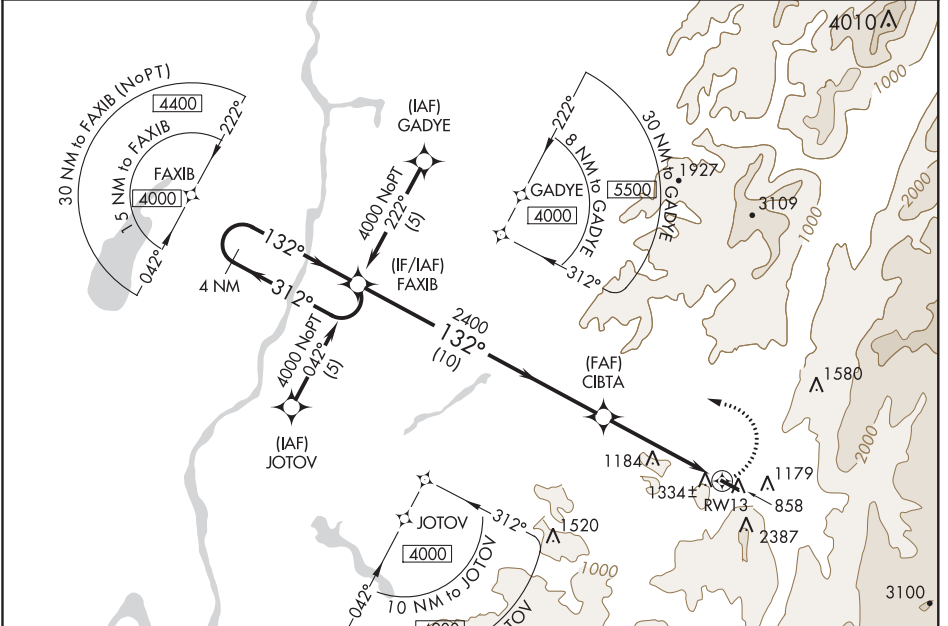 4010
1000
30 NM to FAXIB (NoPT)
4400
222°
15 NM to FAXIB
FAXIB
4000
042°
(IAF)
GADYE
4000 NoPT
222°
(5)
222°
8 NM to GADYE
30 NM to GADYE
GADYE
4000
5500
312°
1927
3109
1000
2000
132°
312°
4 NM
(IF/IAF)
FAXIB
4000 NoPT
042°
(5)
(IAF)
JOTOV
2400
132°
(10)
(FAF)
CIBTA
1580
2000
1184
1334±
RW13
1179
858
2387
312°
JOTOV
4000
042°
10 NM to JOTOV
1520
1000
3100